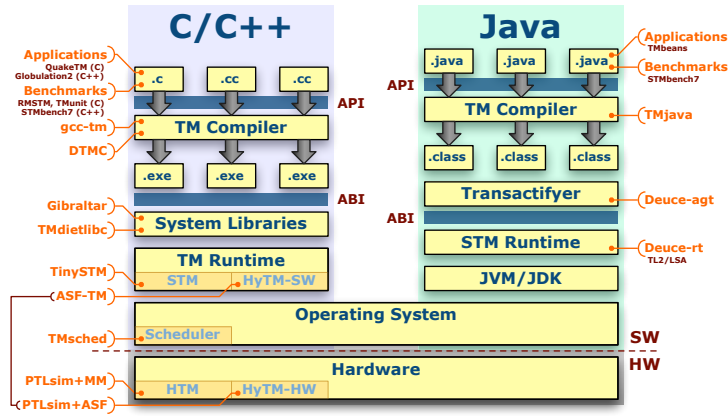 C/C++
Java
Applications
QuakeTM (C)
Globulation2 (C++)
Benchmarks
RMSTM, TMunit (C)
STMbench7 (C++)
.c
.cc
.cc
API
gcc-tm
DTMC
TM Compiler
.exe
.exe
.exe
ABI
Gibraltar
TMdietlibc
System Libraries
TM Runtime
TinySTM
STM
HyTM-SW
ASF-TM
.java
.java
.java
Applications
TMbeans
Benchmarks
STMbench7
API
TM Compiler
TMjava
.class
.class
.class
Transactifyer
Deuce-agt
ABI
STM Runtime
Deuce-rt
TL2/LSA
JVM/JDK
Operating System
TMsched
Scheduler
SW
HW
Hardware
PTLsim+MM
HTM
HyTM-HW
PTLsim+ASF